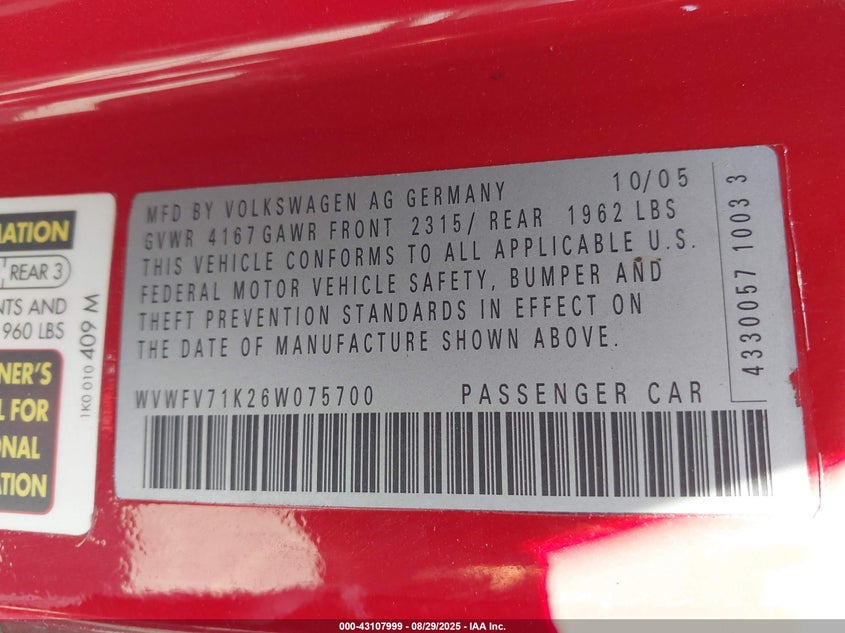 MATION
REAR 3
NTS AND
960 LBS
NER'S
L FOR
ONAL
ATION
1K0 010 409 M
MFD BY VOLKSWAGEN AG GERMANY 10/05
GVWR 4167 GAWR FRONT 2315/ REAR 1962 LBS
THIS VEHICLE CONFORMS TO ALL APPLICABLE U.S.
FEDERAL MOTOR VEHICLE SAFETY, BUMPER AND
THEFT PREVENTION STANDARDS IN EFFECT ON
THE DATE OF MANUFACTURE SHOWN ABOVE.
WVWFV71K26W075700 PASSENGER CAR
4330057 1003 3
000-43107999 - 08/29/2025 - IAA Inc.